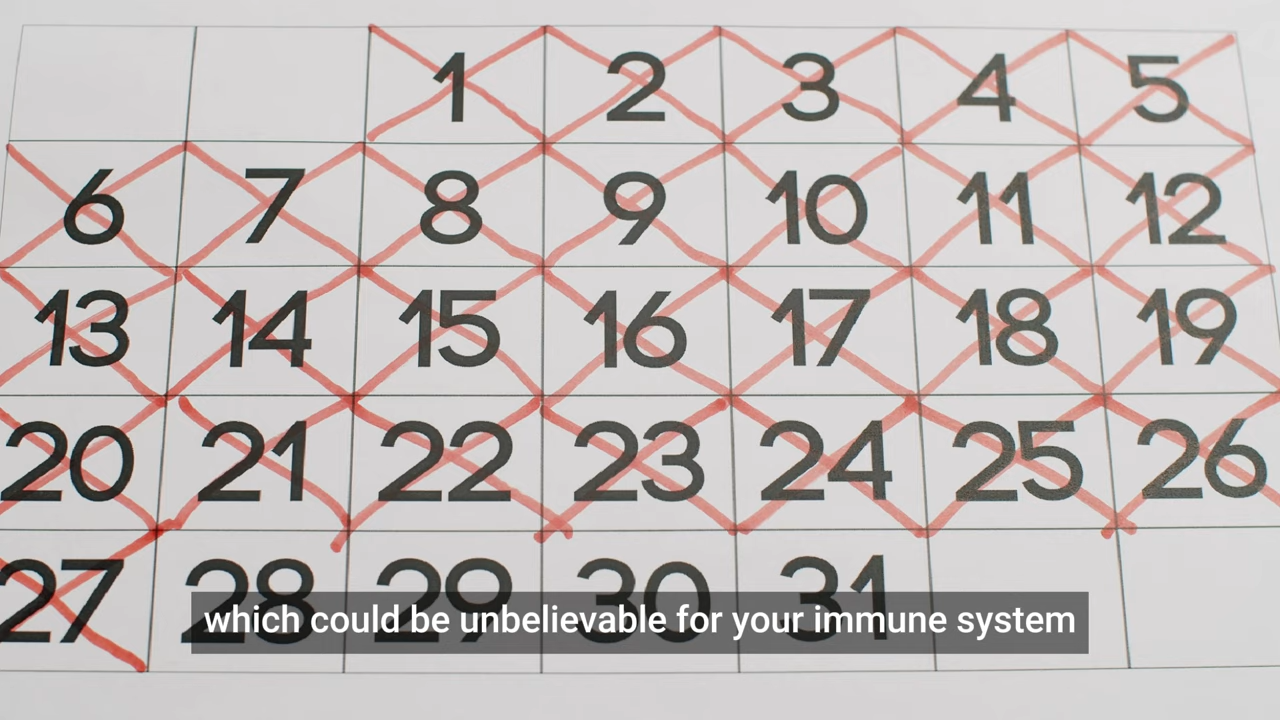 1 2 3 4 5
6 7 8 9 10 11 12
13 14 15 16 17 18 19
20 21 22 23 24 25 26
27 28 29 30 31
which could be unbelievable for your immune system